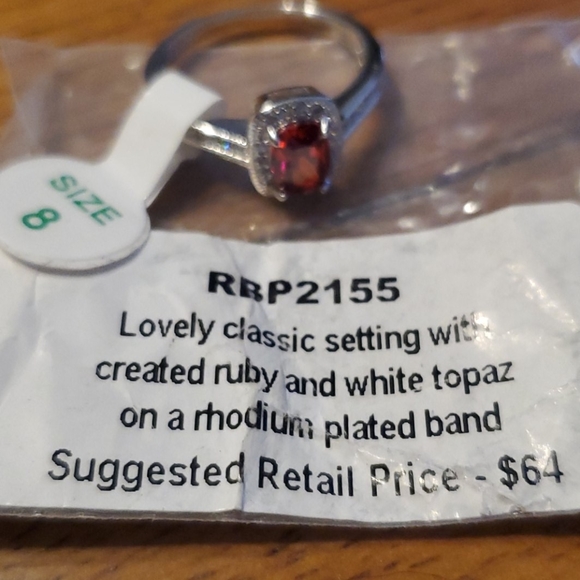 SIZE
8
RBP2155
Lovely classic setting with
created ruby and white topaz
on a rhodium plated band
Suggested Retail Price - $64